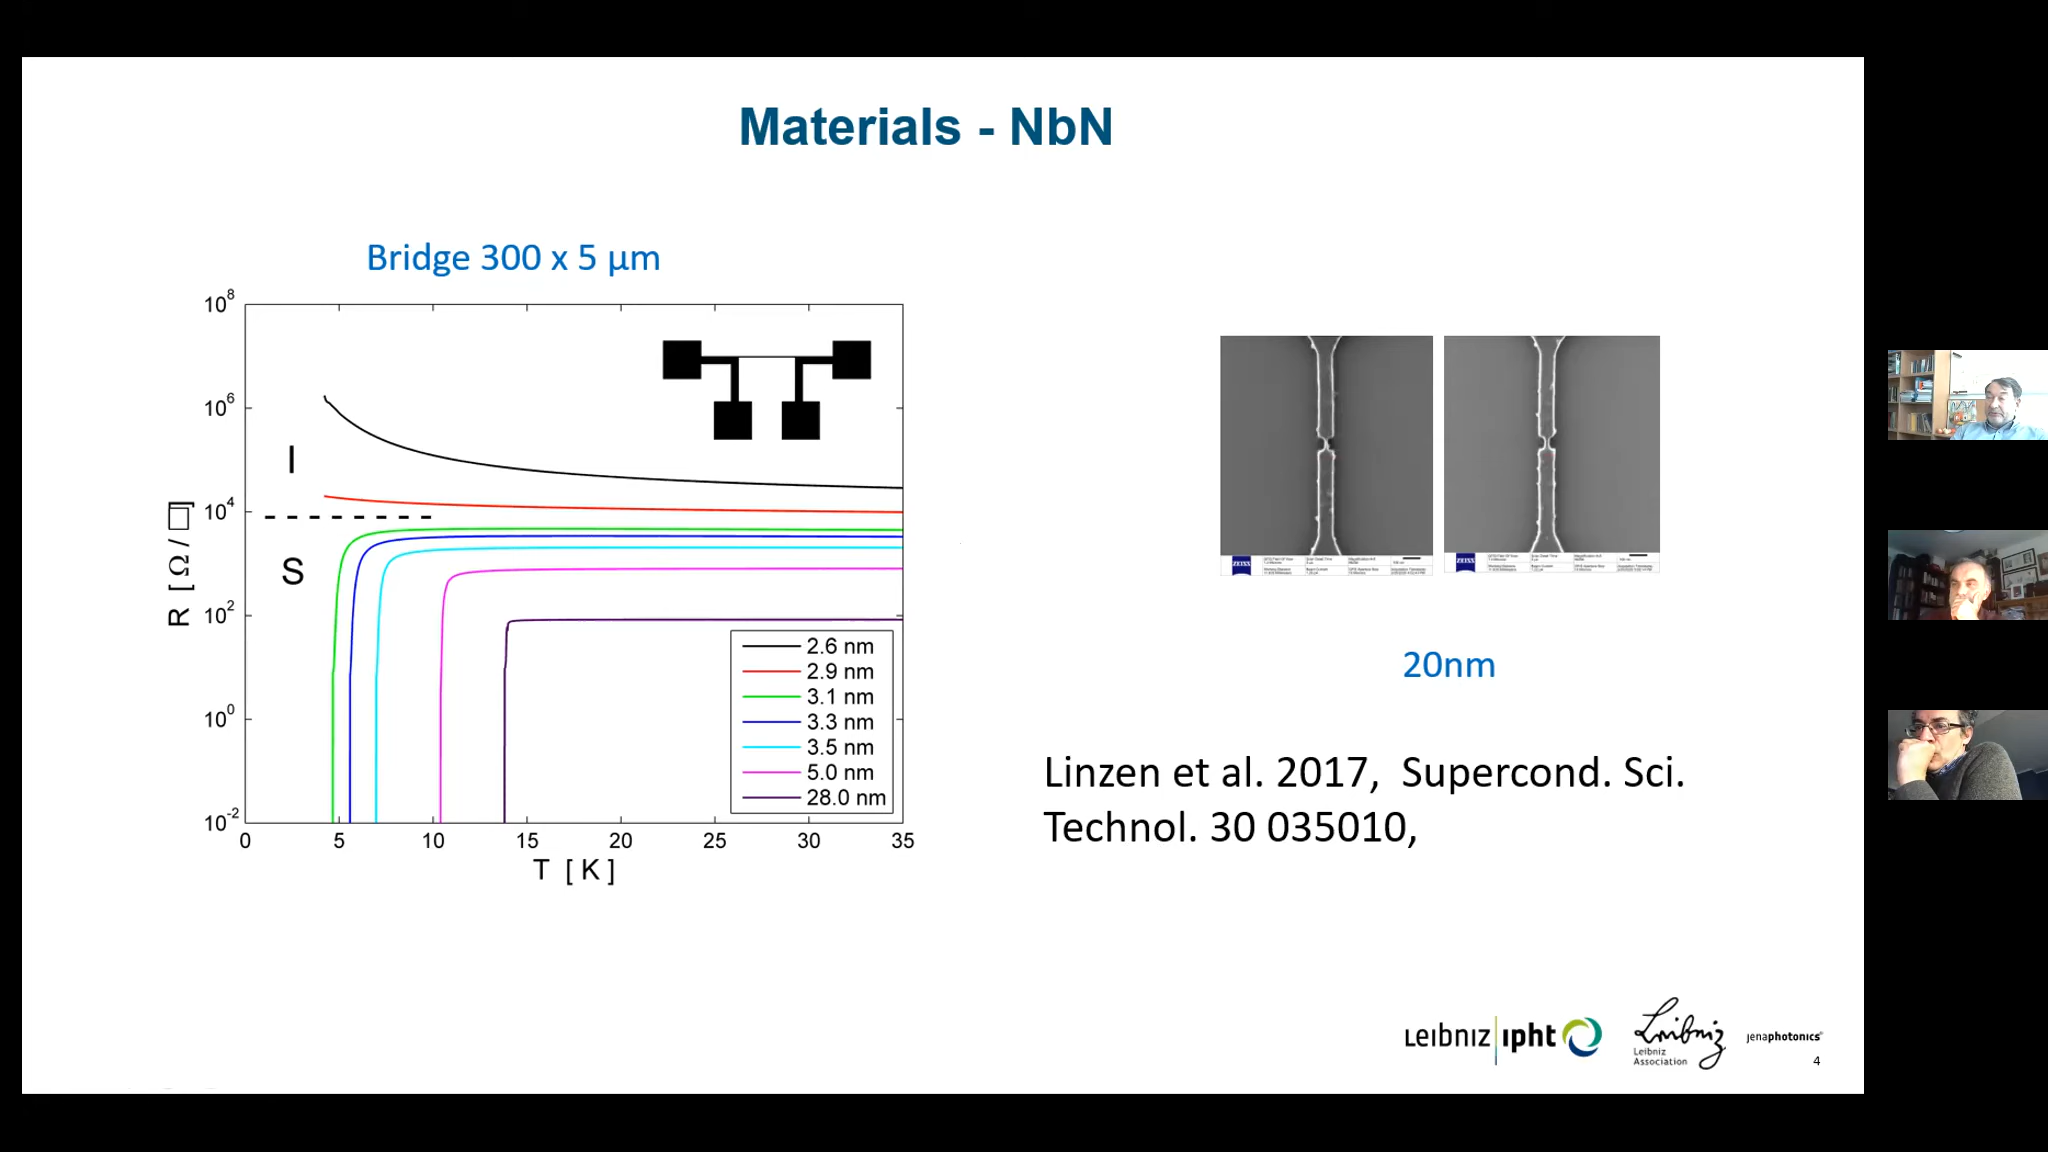 Materials - NbN
Bridge 300 x 5 µm
10^8
10^6
10^4
10^2
10^0
10^-2
R [ Ω / □]
I
S
2.6 nm
2.9 nm
3.1 nm
3.3 nm
3.5 nm
5.0 nm
28.0 nm
0 5 10 15 20 25 30 35
T [ K ]
ZEISS
ZEISS
20nm
Linzen et al. 2017, Supercond. Sci.
Technol. 30 035010,
Leibniz ipht
Leibniz
Leibniz
Association
jenaphotonics
4